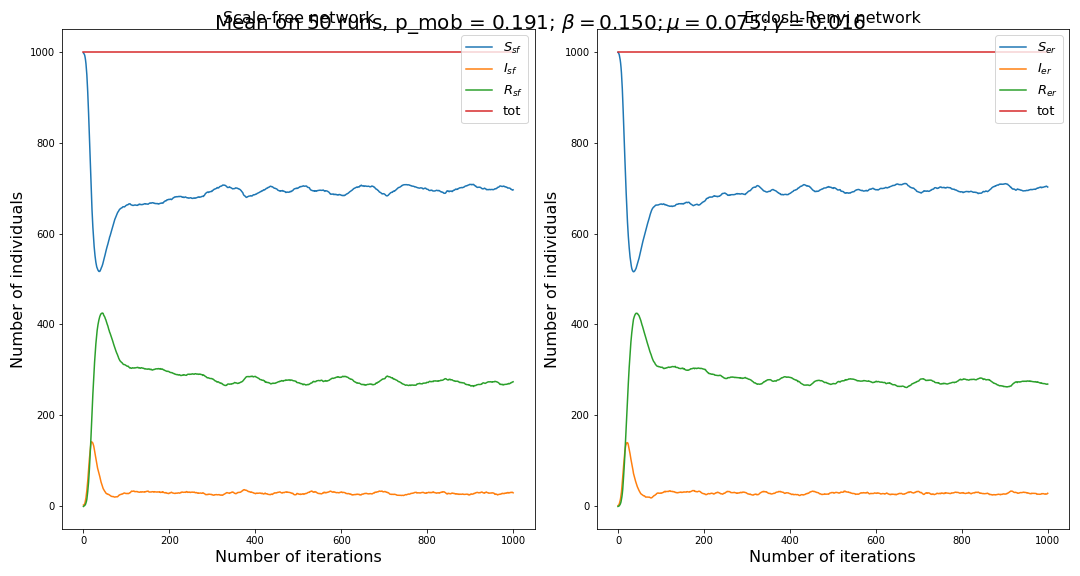 Mean on 50 runs, p_mob = 0.191; β = 0.150; μ = 0.075; γ = 0.016
Scale-free network
Number of individuals
1000
800
600
400
200
0
S_sf
I_sf
R_sf
tot
0 200 400 600 800 1000
Number of iterations
Erdosh-Renyi network
Number of individuals
1000
800
600
400
200
0
S_er
I_er
R_er
tot
0 200 400 600 800 1000
Number of iterations